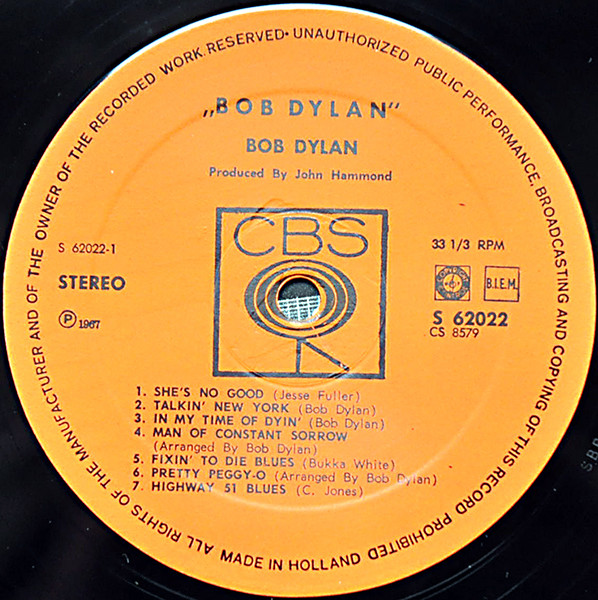 ALL RIGHTS OF THE MANUFACTURER AND OF THE OWNER OF THE RECORDED WORK RESERVED • UNAUTHORIZED PUBLIC PERFORMANCE, BROADCASTING AND COPYING OF THIS RECORD PROHIBITED
„BOB DYLAN"
BOB DYLAN
Produced By John Hammond
CBS
S 62022-1
33 1/3 RPM
STEREO
B.I.E.M.
℗ 1967
S 62022
CS 8579
1. SHE'S NO GOOD (Jesse Fuller)
2. TALKIN' NEW YORK (Bob Dylan)
3. IN MY TIME OF DYIN' (Bob Dylan)
4. MAN OF CONSTANT SORROW
(Arranged By Bob Dylan)
5. FIXIN' TO DIE BLUES (Bukka White)
6. PRETTY PEGGY-O (Arranged By Bob Dylan)
7. HIGHWAY 51 BLUES (C. Jones)
MADE IN HOLLAND